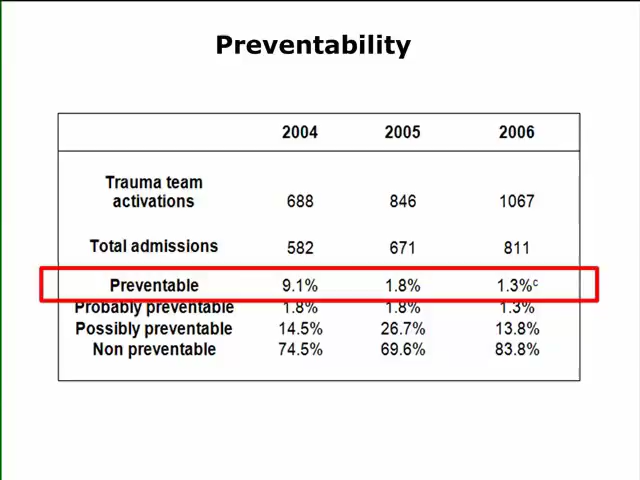 Preventability
2004 2005 2006
Trauma team
activations 688 846 1067
Total admissions 582 671 811
Preventable 9.1% 1.8% 1.3%c
Probably preventable 1.8% 1.8% 1.3%
Possibly preventable 14.5% 26.7% 13.8%
Non preventable 74.5% 69.6% 83.8%